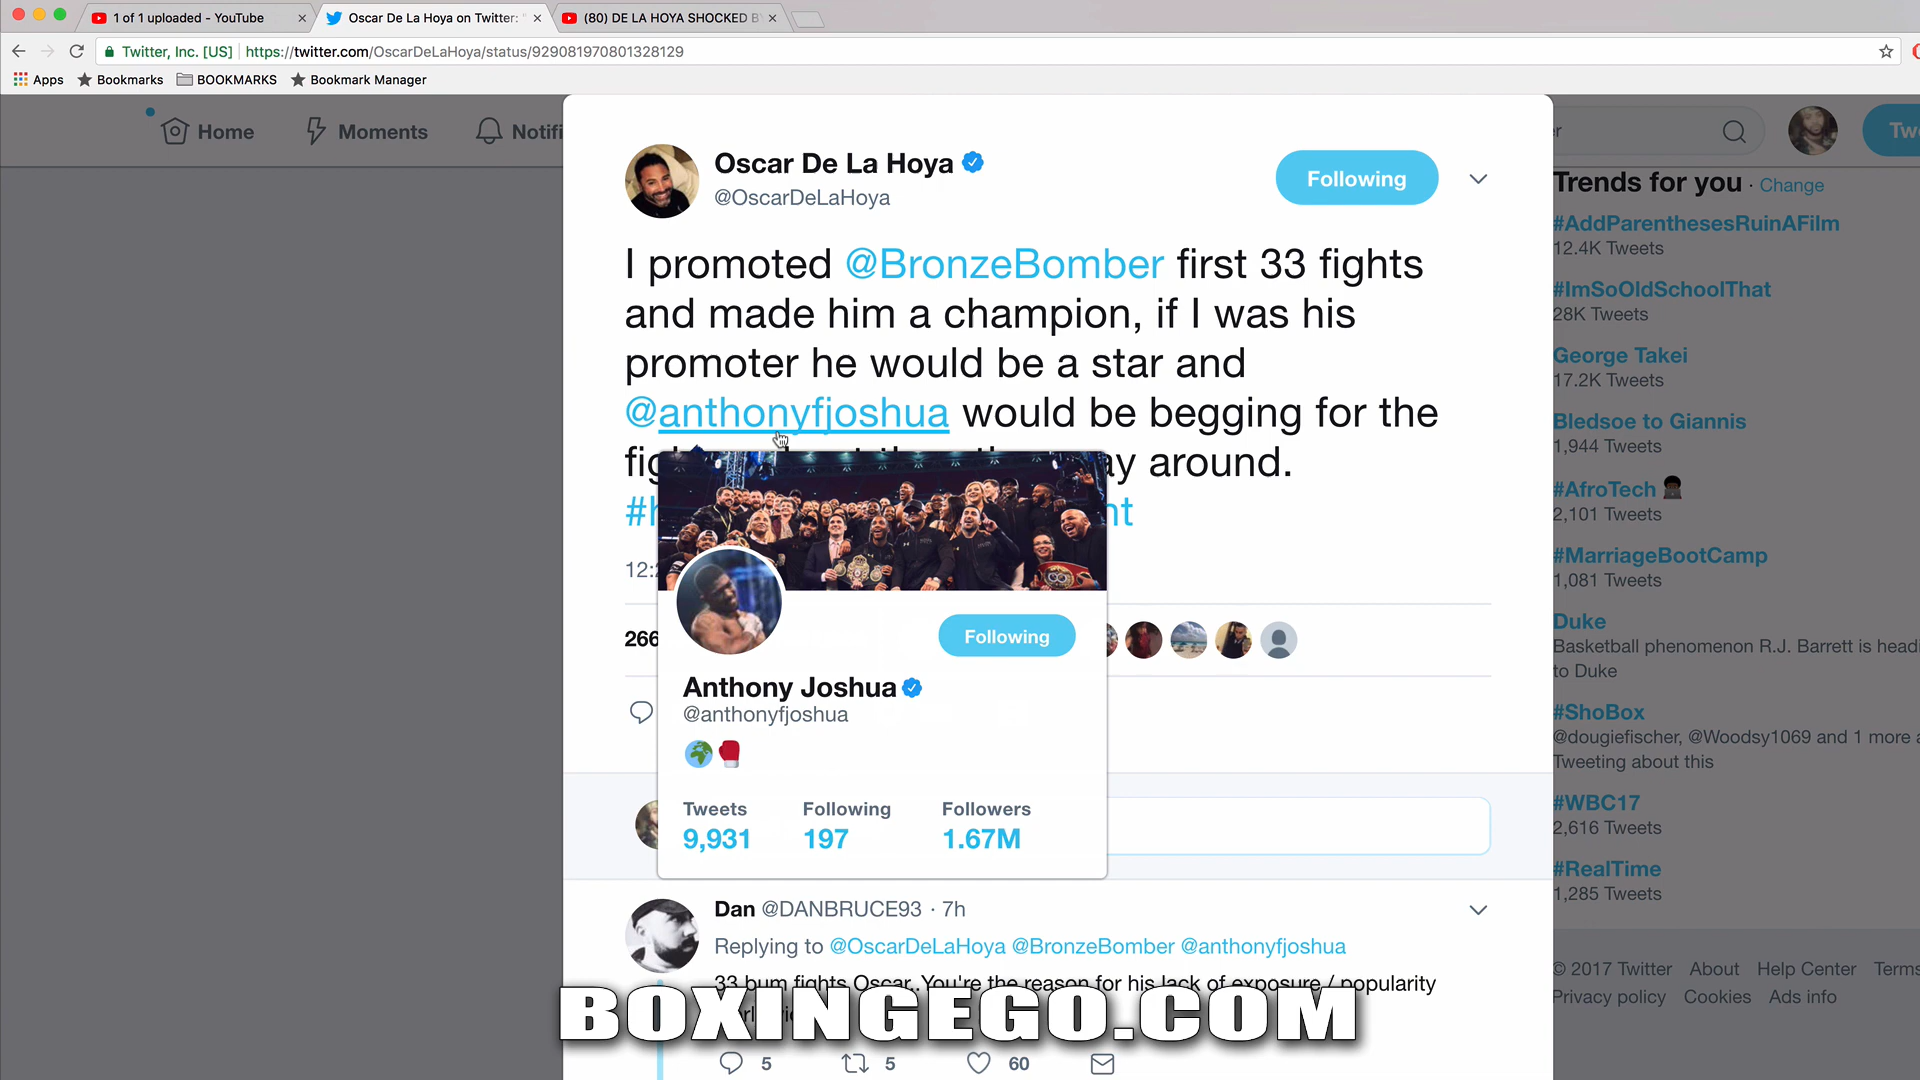 1 of 1 uploaded - YouTube
Oscar De La Hoya on Twitter: "
(80) DE LA HOYA SHOCKED B
Twitter, Inc. [US]
https://twitter.com/OscarDeLaHoya/status/929081970801328129
Apps
Bookmarks
BOOKMARKS
Bookmark Manager
Home
Moments
Notifi
er
Tw
Oscar De La Hoya
@OscarDeLaHoya
Following
I promoted @BronzeBomber first 33 fights
and made him a champion, if I was his
promoter he would be a star and
@anthonyfjoshua would be begging for the
around.
Following
Anthony Joshua
@anthonyfjoshua
Tweets Following Followers
9,931 197 1.67M
Dan @DANBRUCE93 · 7h
Replying to @OscarDeLaHoya @BronzeBomber @anthonyfjoshua
33 bum fights Oscar..You're the reason for his lack of exposure / popularity
BOXINGEGO.COM
5 5 60
Trends for you · Change
#AddParenthesesRuinAFilm
12.4K Tweets
#ImSoOldSchoolThat
28K Tweets
George Takei
17.2K Tweets
Bledsoe to Giannis
1,944 Tweets
#AfroTech
2,101 Tweets
#MarriageBootCamp
1,081 Tweets
Duke
Basketball phenomenon R.J. Barrett is headi
to Duke
#ShoBox
@dougiefischer, @Woodsy1069 and 1 more a
Tweeting about this
#WBC17
2,616 Tweets
#RealTime
1,285 Tweets
© 2017 Twitter About Help Center Terms
Privacy policy Cookies Ads info